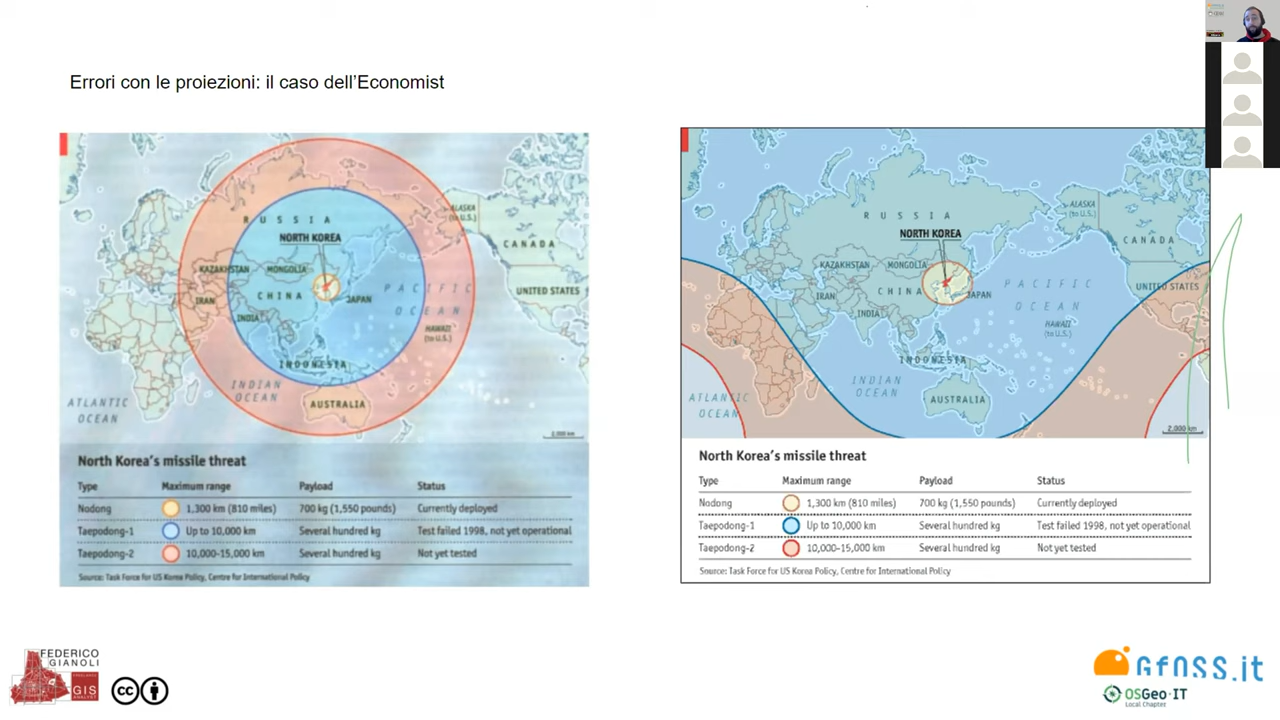 Errori con le proiezioni: il caso dell'Economist
RUSSIA
ALASKA
(to U.S.)
NORTH KOREA
CANADA
KAZAKHSTAN
MONGOLIA
IRAN
CHINA
JAPAN
PACIFIC
OCEAN
UNITED STATES
INDIA
HAWAII
(to U.S.)
INDONESIA
INDIAN
OCEAN
ATLANTIC
OCEAN
AUSTRALIA
2,000 km
North Korea's missile threat
Type Maximum range Payload Status
Nodong 1,300 km (810 miles) 700 kg (1,550 pounds) Currently deployed
Taepodong-1 Up to 10,000 km Several hundred kg Test failed 1998, not yet operational
Taepodong-2 10,000-15,000 km Several hundred kg Not yet tested
Source: Task Force for US Korea Policy, Centre for International Policy
RUSSIA
ALASKA
(to U.S.)
NORTH KOREA
CANADA
KAZAKHSTAN
MONGOLIA
IRAN
CHINA
JAPAN
PACIFIC
OCEAN
UNITED STATES
INDIA
HAWAII
(to U.S.)
INDONESIA
INDIAN
OCEAN
ATLANTIC
OCEAN
AUSTRALIA
2,000 km
North Korea's missile threat
Type Maximum range Payload Status
Nodong 1,300 km (810 miles) 700 kg (1,550 pounds) Currently deployed
Taepodong-1 Up to 10,000 km Several hundred kg Test failed 1998, not yet operational
Taepodong-2 10,000-15,000 km Several hundred kg Not yet tested
Source: Task Force for US Korea Policy, Centre for International Policy
FEDERICO
GIANOLI
FREELANCE
GIS
ANALYST
cc
GFOSS.it
OSGeo·IT
Local Chapter